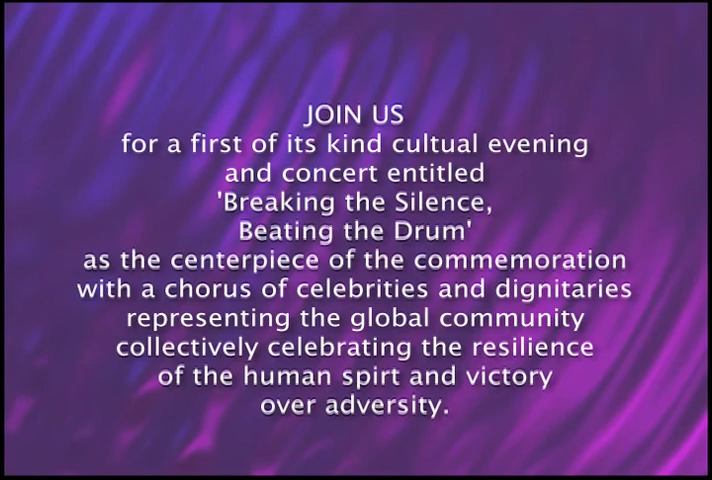 JOIN US
for a first of its kind cultual evening
and concert entitled
'Breaking the Silence,
Beating the Drum'
as the centerpiece of the commemoration
with a chorus of celebrities and dignitaries
representing the global community
collectively celebrating the resilience
of the human spirt and victory
over adversity.